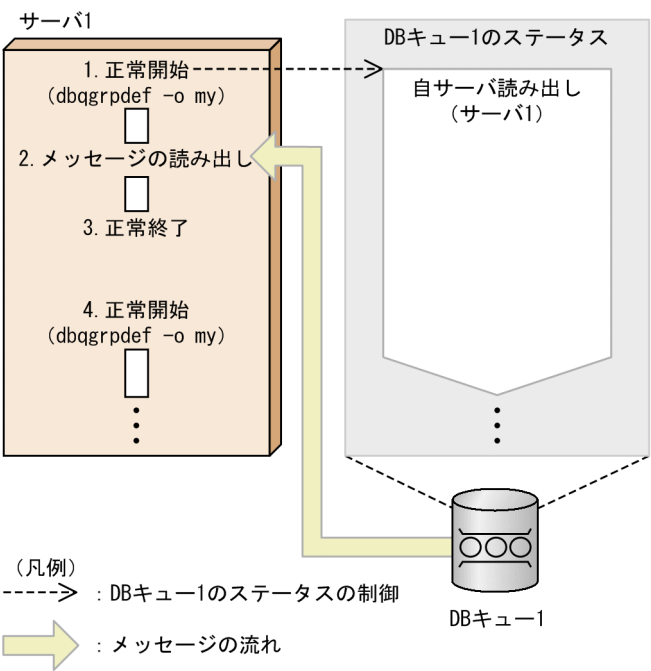 サーバ1
1. 正常開始
(dbqgrpdef -o my)
2. メッセージの読み出し
3. 正常終了
4. 正常開始
(dbqgrpdef -o my)
DBキュー1のステータス
自サーバ読み出し
(サーバ1)
DBキュー1
(凡例)
: DBキュー1のステータスの制御
: メッセージの流れ